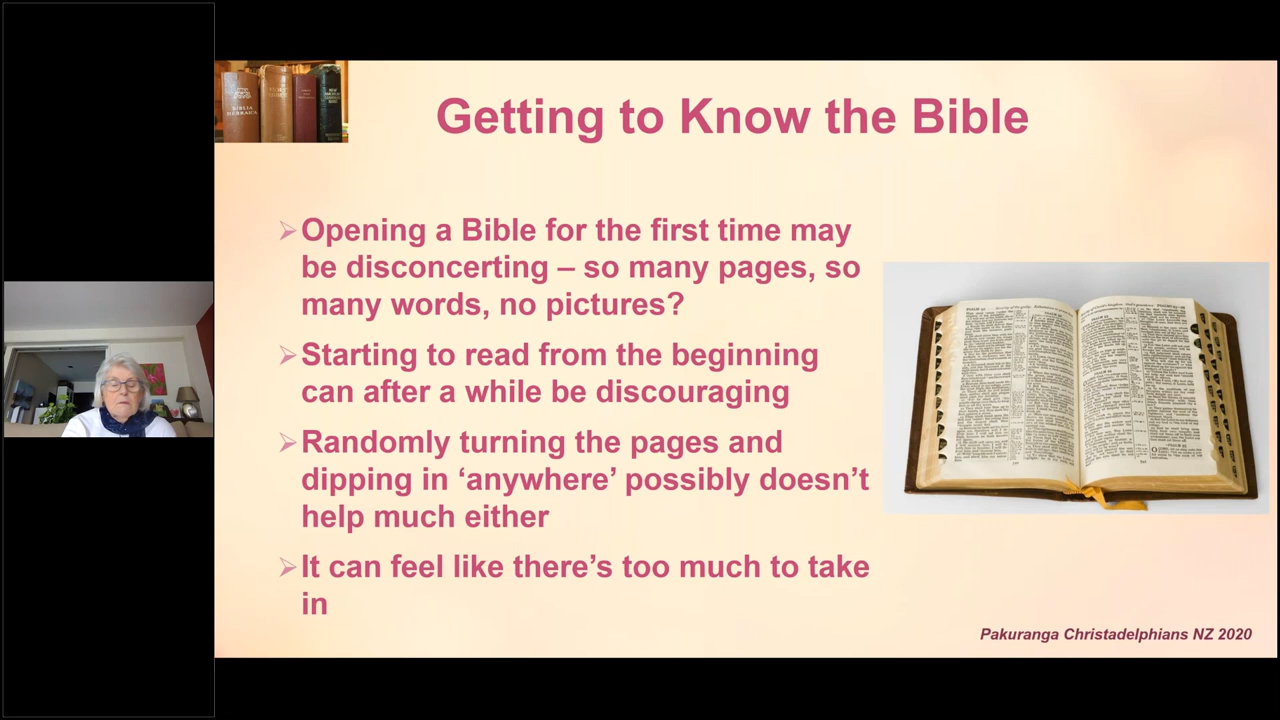 BIBLIA
HEBRAICA
Getting to Know the Bible
➢Opening a Bible for the first time may
be disconcerting – so many pages, so
many words, no pictures?
➢Starting to read from the beginning
can after a while be discouraging
➢Randomly turning the pages and
dipping in ‘anywhere’ possibly doesn’t
help much either
➢It can feel like there’s too much to take
in
Pakuranga Christadelphians NZ 2020